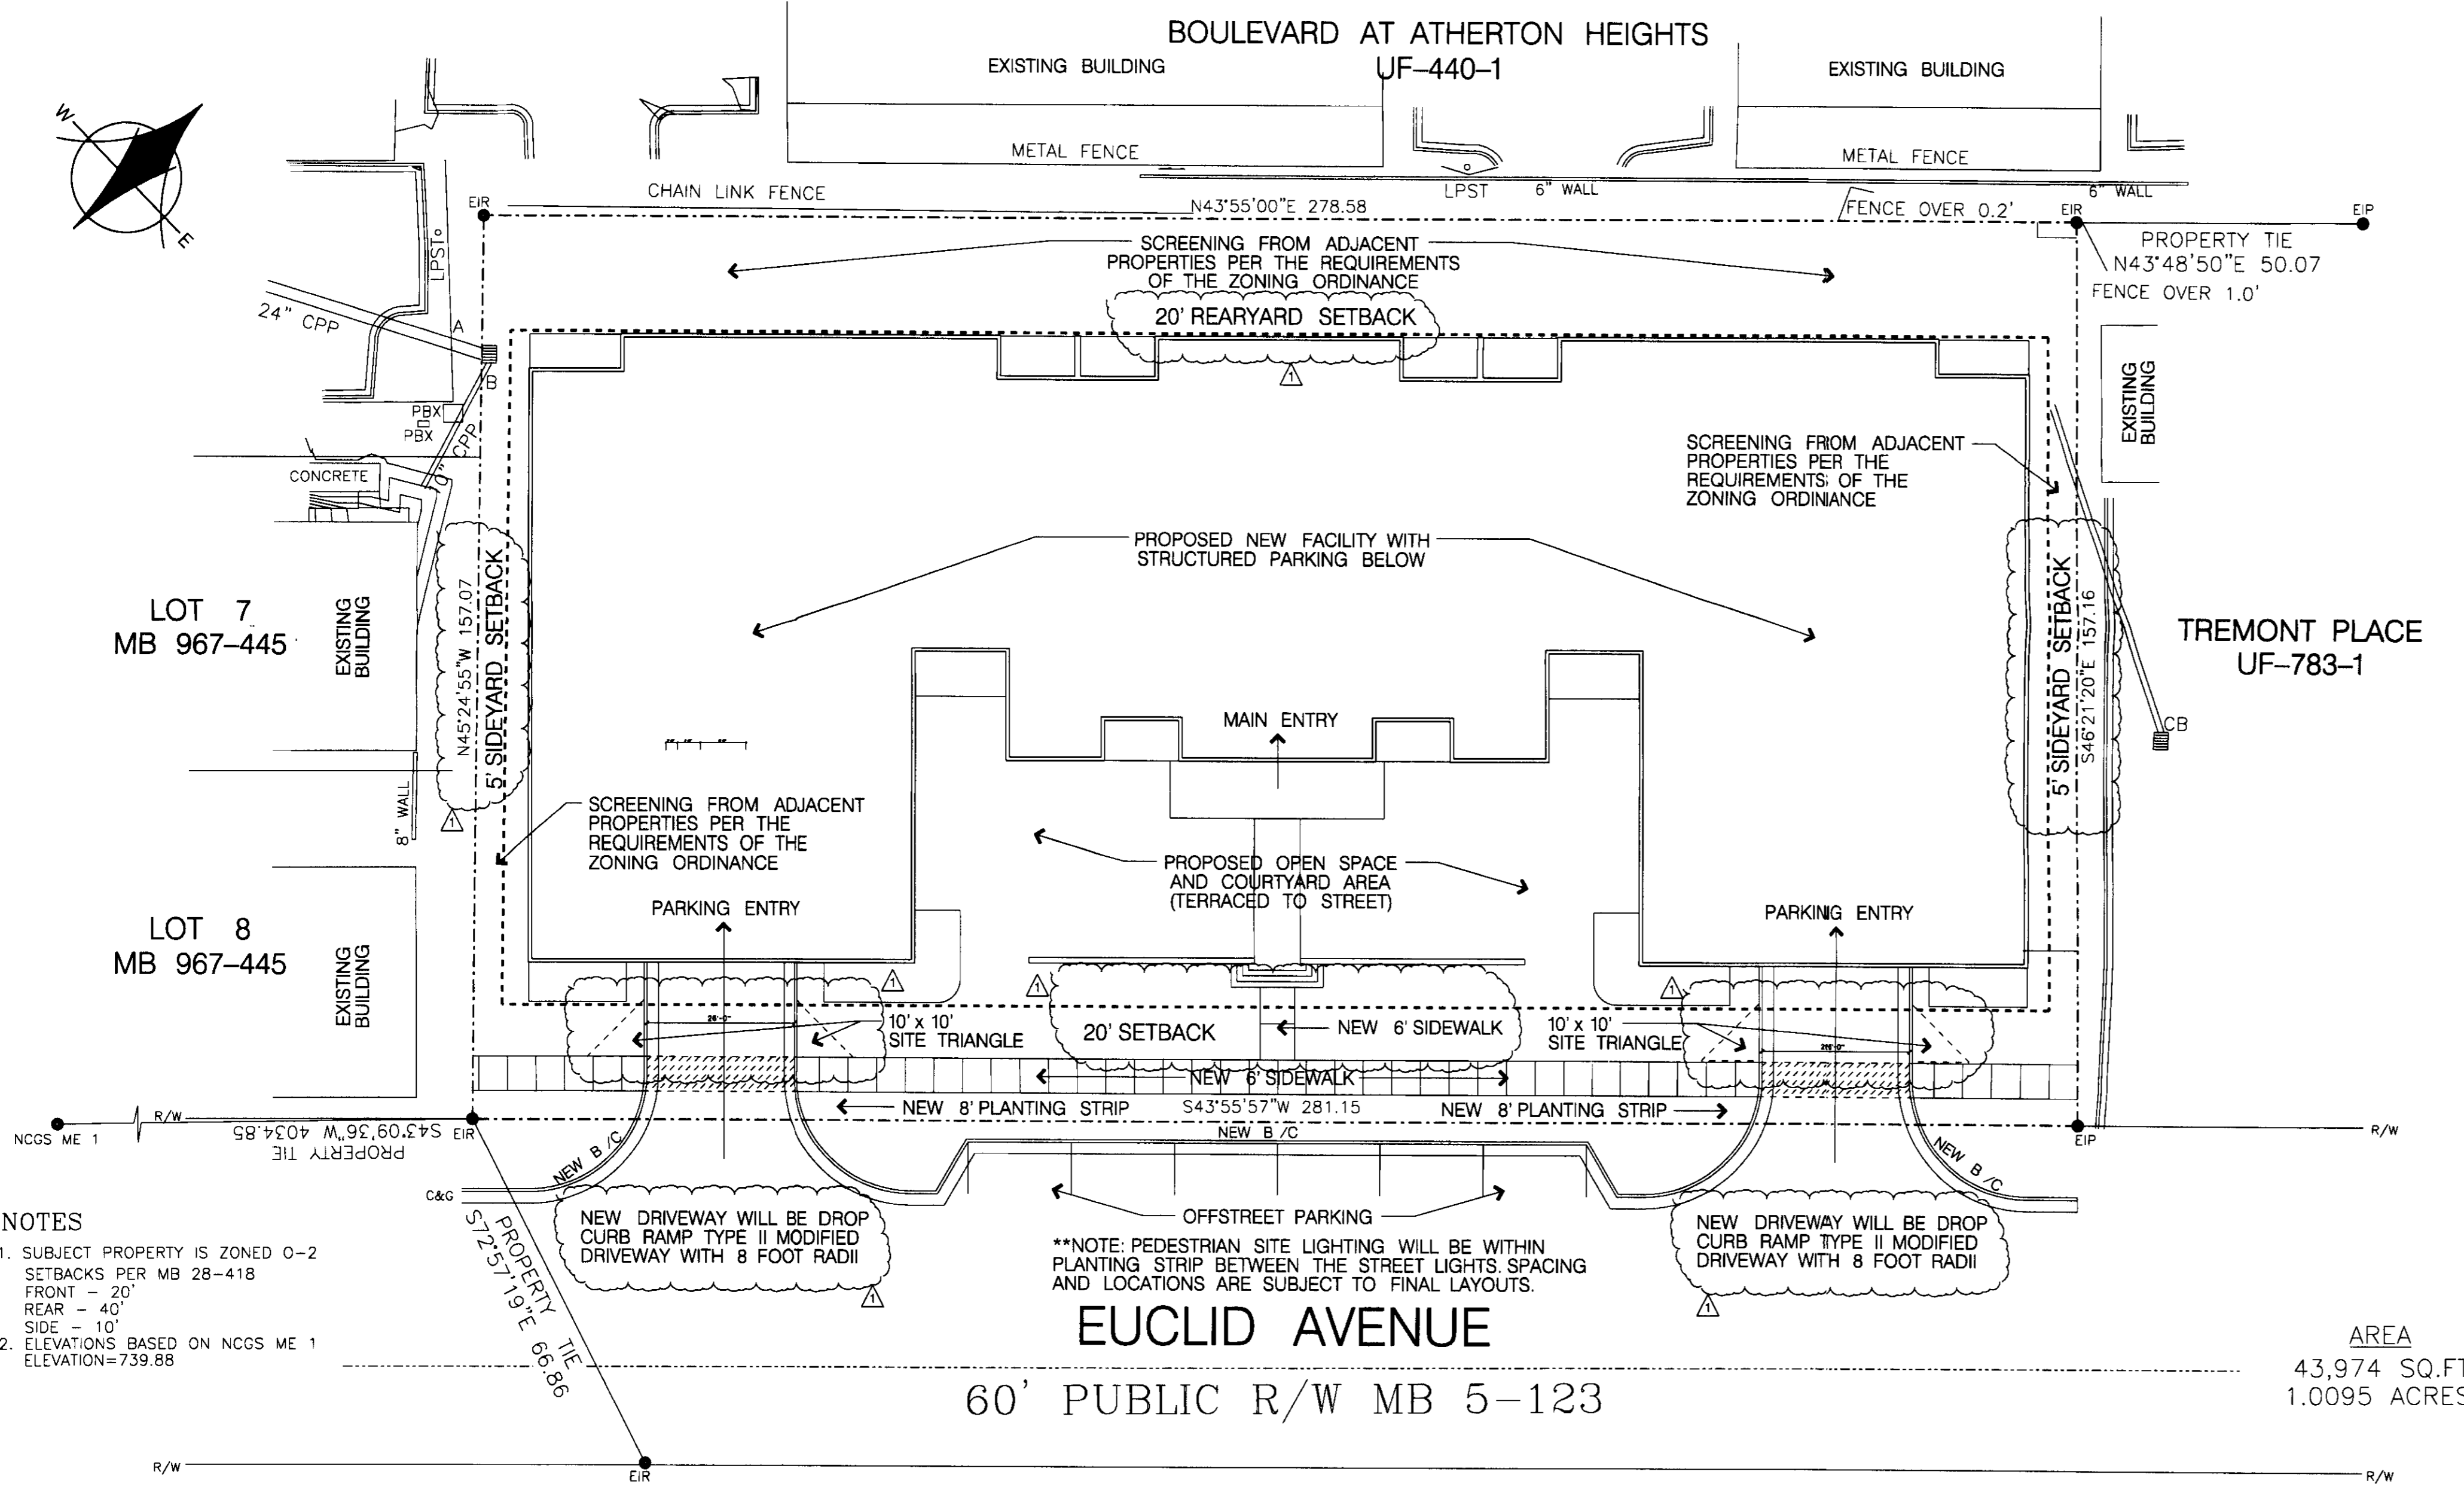 BOULEVARD AT ATHERTON HEIGHTS
UF-440-1
EXISTING BUILDING
EXISTING BUILDING
METAL FENCE
METAL FENCE
W
E
CHAIN LINK FENCE
LPST
6" WALL
6" WALL
EIR
N43°55'00"E 278.58
FENCE OVER 0.2'
EIR
EIP
PROPERTY TIE
N43°48'50"E 50.07
FENCE OVER 1.0'
SCREENING FROM ADJACENT
PROPERTIES PER THE REQUIREMENTS
OF THE ZONING ORDINANCE
20' REARYARD SETBACK
1
LPST
24" CPP
A
B
PBX
PBX
0" CPP
CONCRETE
EXISTING
BUILDING
SCREENING FROM ADJACENT
PROPERTIES PER THE
REQUIREMENTS OF THE
ZONING ORDINANCE
PROPOSED NEW FACILITY WITH
STRUCTURED PARKING BELOW
LOT 7
MB 967-445
EXISTING
BUILDING
N45°24'55"W 157.07
5' SIDEYARD SETBACK
1
5' SIDEYARD SETBACK
S46°21'20"E 157.16
TREMONT PLACE
UF-783-1
CB
MAIN ENTRY
8" WALL
SCREENING FROM ADJACENT
PROPERTIES PER THE
REQUIREMENTS OF THE
ZONING ORDINANCE
PROPOSED OPEN SPACE
AND COURTYARD AREA
(TERRACED TO STREET)
PARKING ENTRY
PARKING ENTRY
LOT 8
MB 967-445
EXISTING
BUILDING
1
1
1
26'-0"
10' x 10'
SITE TRIANGLE
20' SETBACK
NEW 6' SIDEWALK
10' x 10'
SITE TRIANGLE
NEW 6' SIDEWALK
NEW 8' PLANTING STRIP
S43°55'57"W 281.15
NEW 8' PLANTING STRIP
NCGS ME 1
R/W
PROPERTY TIE
S43°09'36"W 4034.85
EIR
NEW B/C
EIP
R/W
NEW B/C
NEW B/C
C&G
NEW DRIVEWAY WILL BE DROP
CURB RAMP TYPE II MODIFIED
DRIVEWAY WITH 8 FOOT RADII
1
OFFSTREET PARKING
**NOTE: PEDESTRIAN SITE LIGHTING WILL BE WITHIN
PLANTING STRIP BETWEEN THE STREET LIGHTS. SPACING
AND LOCATIONS ARE SUBJECT TO FINAL LAYOUTS.
NEW DRIVEWAY WILL BE DROP
CURB RAMP TYPE II MODIFIED
DRIVEWAY WITH 8 FOOT RADII
1
PROPERTY TIE
S72°57'19"E 66.86
NOTES
1. SUBJECT PROPERTY IS ZONED O-2
SETBACKS PER MB 28-418
FRONT - 20'
REAR - 40'
SIDE - 10'
2. ELEVATIONS BASED ON NCGS ME 1
ELEVATION=739.88
EUCLID AVENUE
60' PUBLIC R/W MB 5-123
AREA
43,974 SQ.FT
1.0095 ACRES
R/W
EIR
R/W